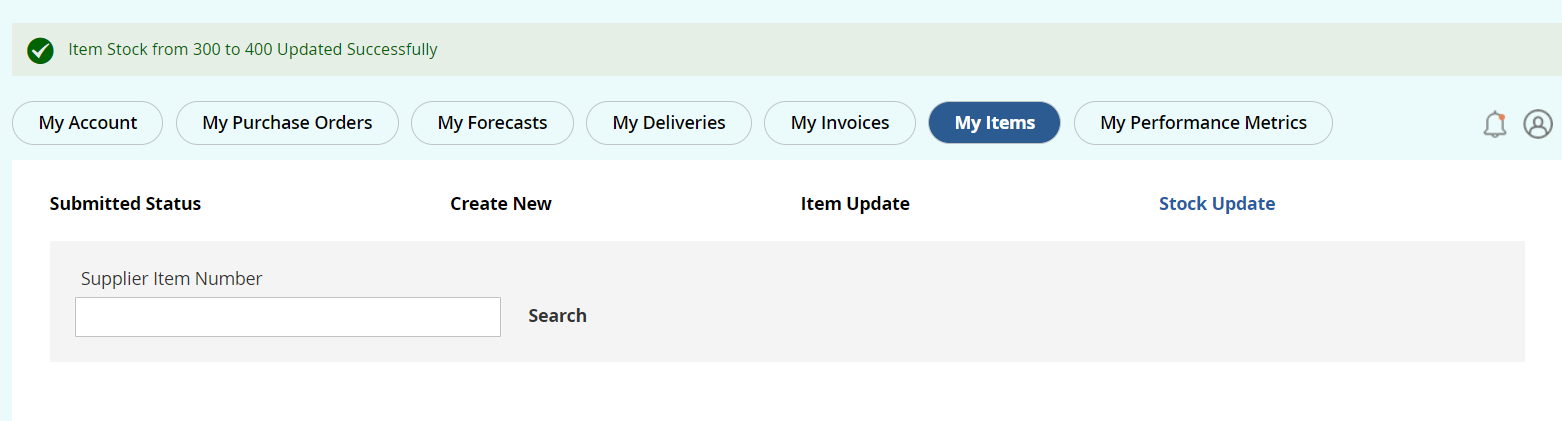 Item Stock from 300 to 400 Updated Successfully
My Account My Purchase Orders My Forecasts My Deliveries My Invoices My Items My Performance Metrics
Submitted Status Create New Item Update Stock Update
Supplier Item Number
Search